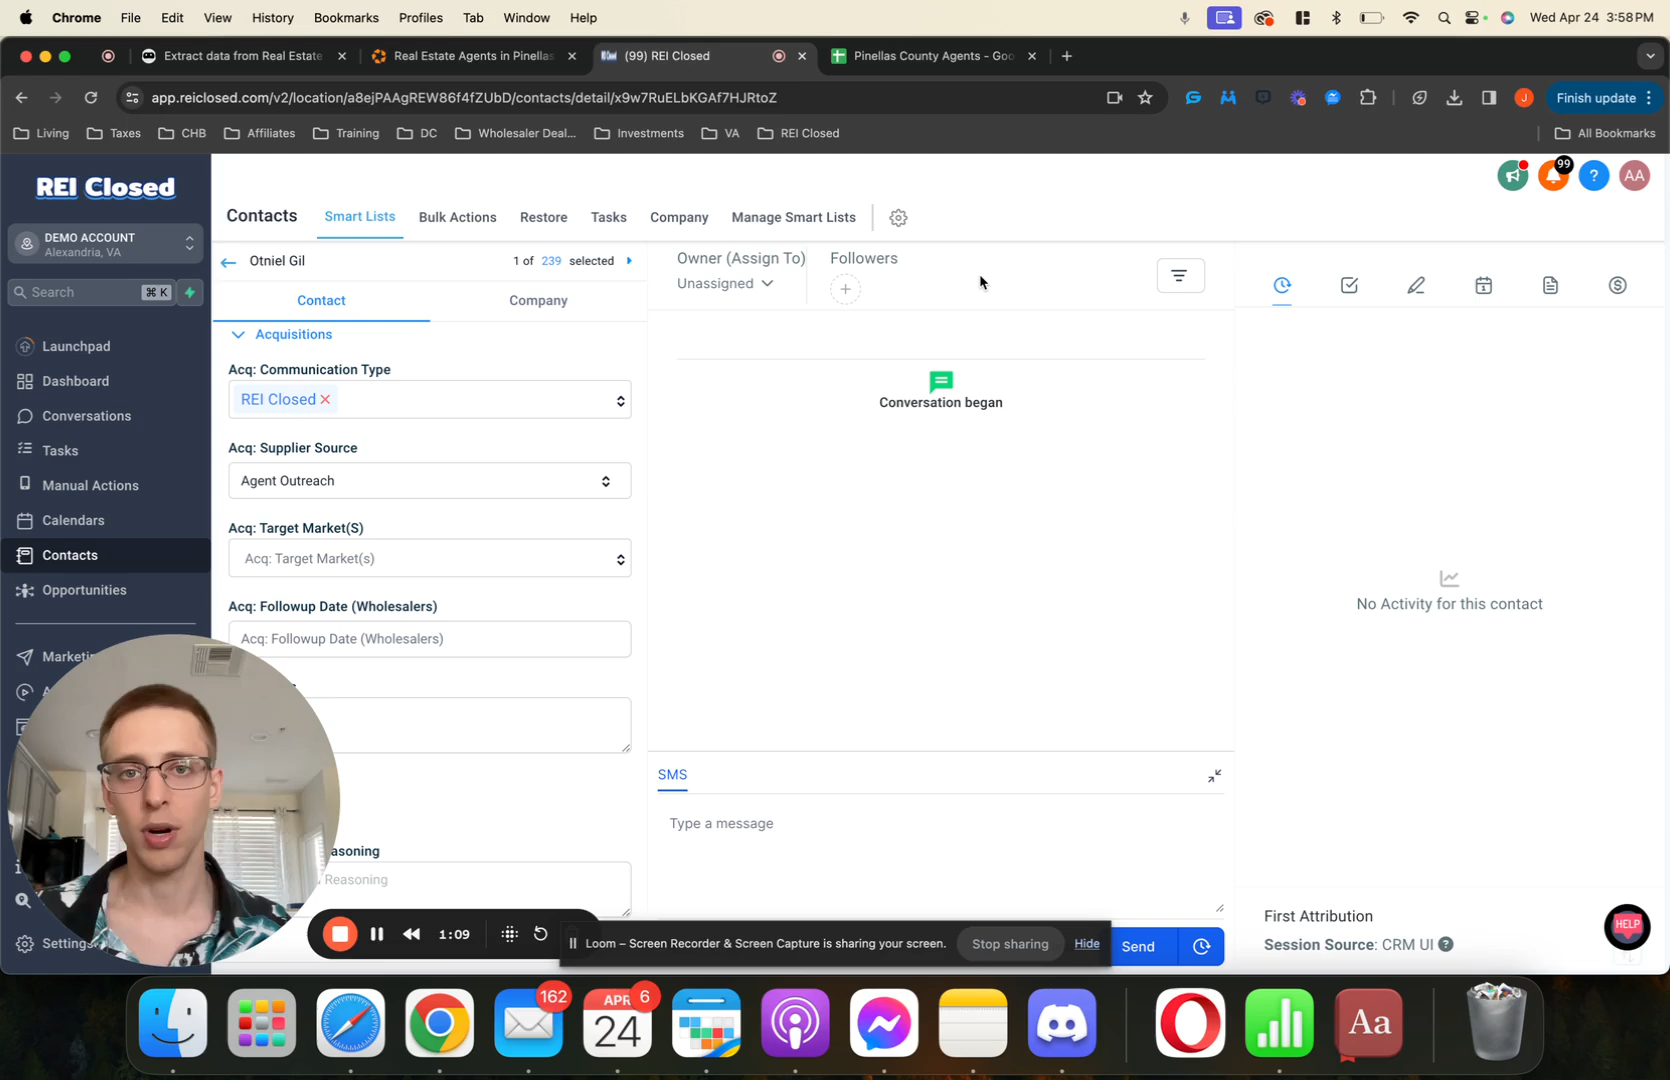 Chrome File Edit View History Bookmarks Profiles Tab Window Help
Wed Apr 24 3:58 PM
Extract data from Real Estate
Real Estate Agents in Pinellas
(99) REI Closed
Pinellas County Agents - Goo
app.reiclosed.com/v2/location/a8ejPAAgREW86f4fZUbD/contacts/detail/x9w7RuELbKGAf7HJRtoZ
J
Finish update
Living Taxes CHB Affiliates Training DC Wholesaler Deal... Investments VA REI Closed
All Bookmarks
REI Closed
99
?
AA
Contacts Smart Lists Bulk Actions Restore Tasks Company Manage Smart Lists
DEMO ACCOUNT
Alexandria, VA
Search ⌘ K
Launchpad
Dashboard
Conversations
Tasks
Manual Actions
Calendars
Contacts
Opportunities
Settings
Otniel Gil
1 of 239 selected
Contact Company
Acquisitions
Acq: Communication Type
REI Closed ×
Acq: Supplier Source
Agent Outreach
Acq: Target Market(S)
Acq: Target Market(s)
Acq: Followup Date (Wholesalers)
Acq: Followup Date (Wholesalers)
Reasoning
Owner (Assign To)
Unassigned
Followers
+
Conversation began
SMS
Type a message
Send
No Activity for this contact
First Attribution
Session Source: CRM UI ?
HELP
1:09
Loom – Screen Recorder & Screen Capture is sharing your screen.
Stop sharing
Hide
162
APR
24
6
Aa